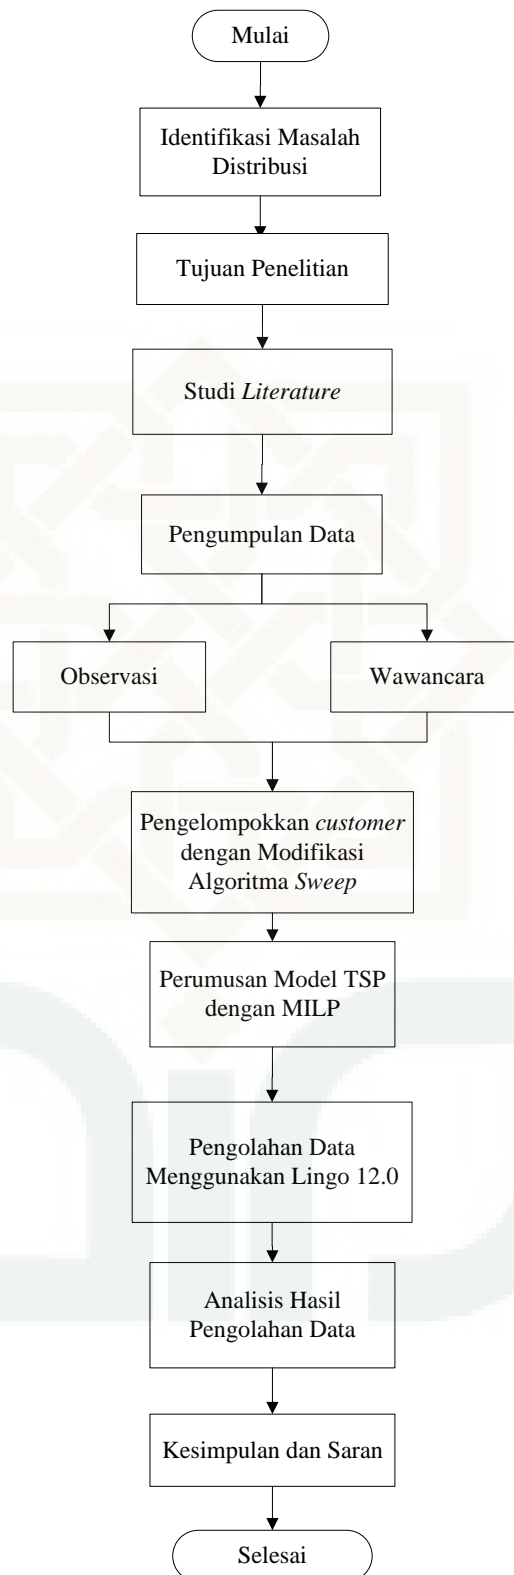 Mulai
Identifikasi Masalah
Distribusi
Tujuan Penelitian
Studi Literature
Pengumpulan Data
Observasi
Wawancara
Pengelompokkan customer
dengan Modifikasi
Algoritma Sweep
Perumusan Model TSP
dengan MILP
Pengolahan Data
Menggunakan Lingo 12.0
Analisis Hasil
Pengolahan Data
Kesimpulan dan Saran
Selesai